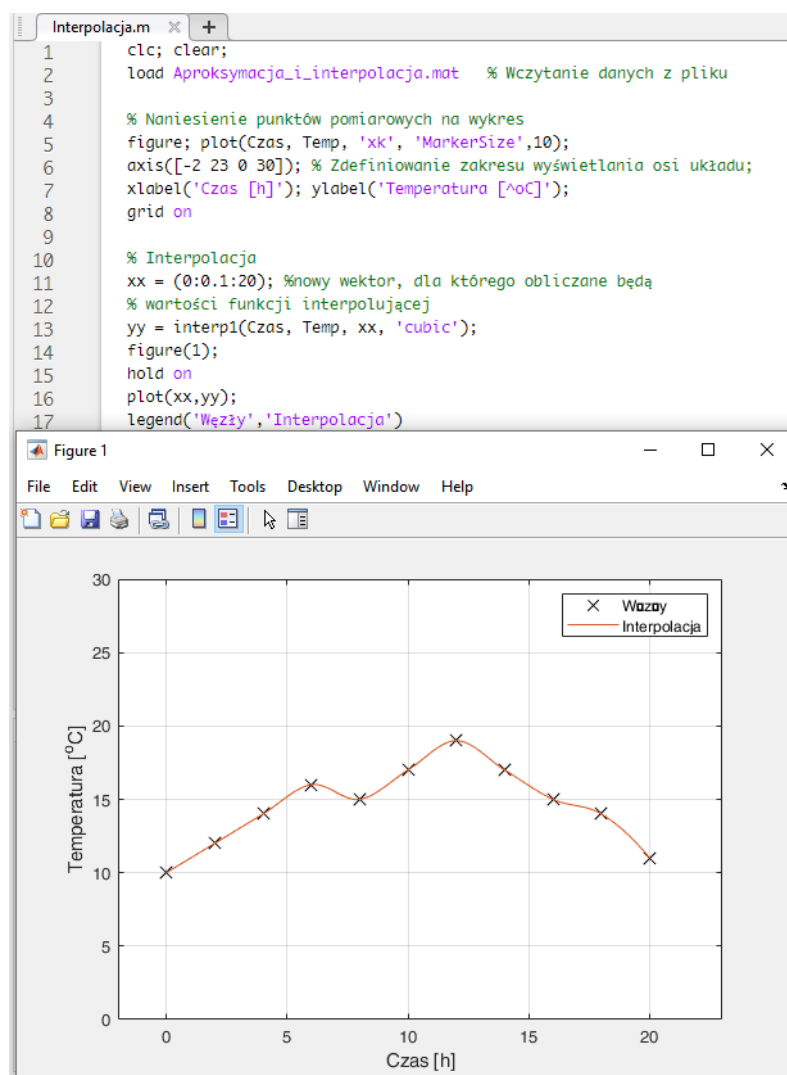 Interpolacja.m × +
1 clc; clear;
2 load Aproksymacja_i_interpolacja.mat % Wczytanie danych z pliku
3
4 % Naniesienie punktów pomiarowych na wykres
5 figure; plot(Czas, Temp, 'xk', 'MarkerSize',10);
6 axis([-2 23 0 30]); % Zdefiniowanie zakresu wyświetlania osi układu;
7 xlabel('Czas [h]'); ylabel('Temperatura [^oC]');
8 grid on
9
10 % Interpolacja
11 xx = (0:0.1:20); %nowy wektor, dla którego obliczane będą
12 % wartości funkcji interpolującej
13 yy = interp1(Czas, Temp, xx, 'cubic');
14 figure(1);
15 hold on
16 plot(xx,yy);
17 legend('Węzły','Interpolacja')
Figure 1
File Edit View Insert Tools Desktop Window Help
30
25
20
15
10
5
0
Temperatura [°C]
W□z□y
Interpolacja
0 5 10 15 20
Czas [h]